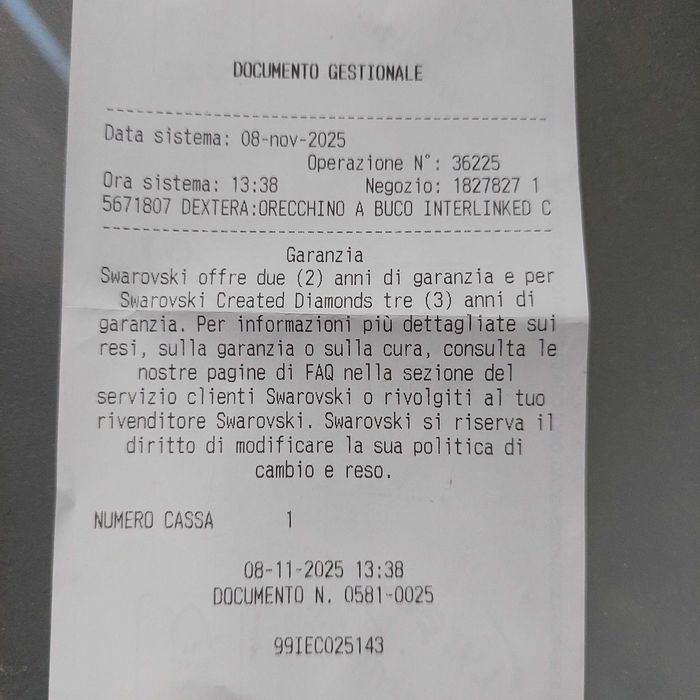 DOCUMENTO GESTIONALE
Data sistema: 08-nov-2025
Operazione N°: 36225
Ora sistema: 13:38 Negozio: 1827827 1
5671807 DEXTERA:ORECCHINO A BUCO INTERLINKED C
Garanzia
Swarovski offre due (2) anni di garanzia e per
Swarovski Created Diamonds tre (3) anni di
garanzia. Per informazioni più dettagliate sui
resi, sulla garanzia o sulla cura, consulta le
nostre pagine di FAQ nella sezione del
servizio clienti Swarovski o rivolgiti al tuo
rivenditore Swarovski. Swarovski si riserva il
diritto di modificare la sua politica di
cambio e reso.
NUMERO CASSA 1
08-11-2025 13:38
DOCUMENTO N. 0581-0025
99IEC025143